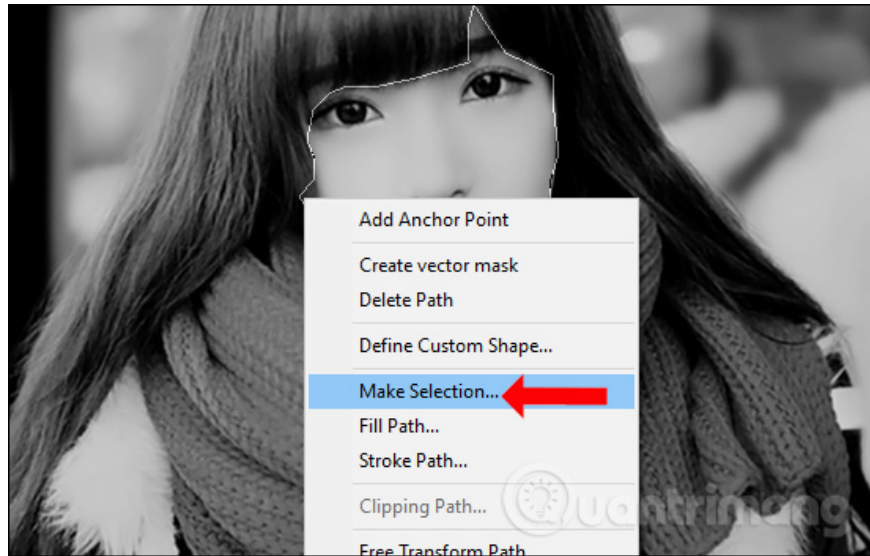 Add Anchor Point
Create vector mask
Delete Path
Define Custom Shape...
Make Selection...
Fill Path...
Stroke Path...
Clipping Path...
Quantrimang
Free Transform Path